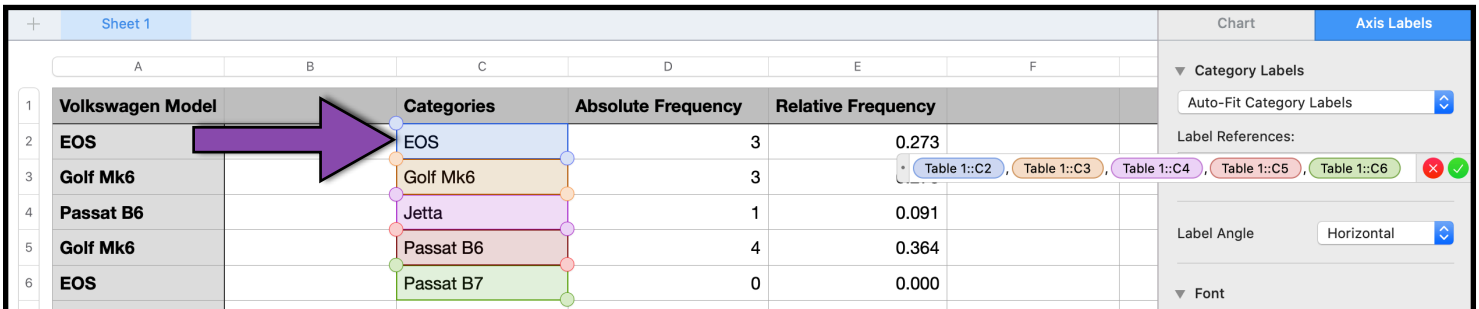 + Sheet 1 Chart Axis Labels
A B C D E F
Category Labels
1 Volkswagen Model Categories Absolute Frequency Relative Frequency
Auto-Fit Category Labels
Label References:
2 EOS EOS 3 0.273
Table 1::C2 , Table 1::C3 , Table 1::C4 , Table 1::C5 , Table 1::C6
3 Golf Mk6 Golf Mk6 3
4 Passat B6 Jetta 1 0.091
Label Angle Horizontal
5 Golf Mk6 Passat B6 4 0.364
6 EOS Passat B7 0 0.000
Font